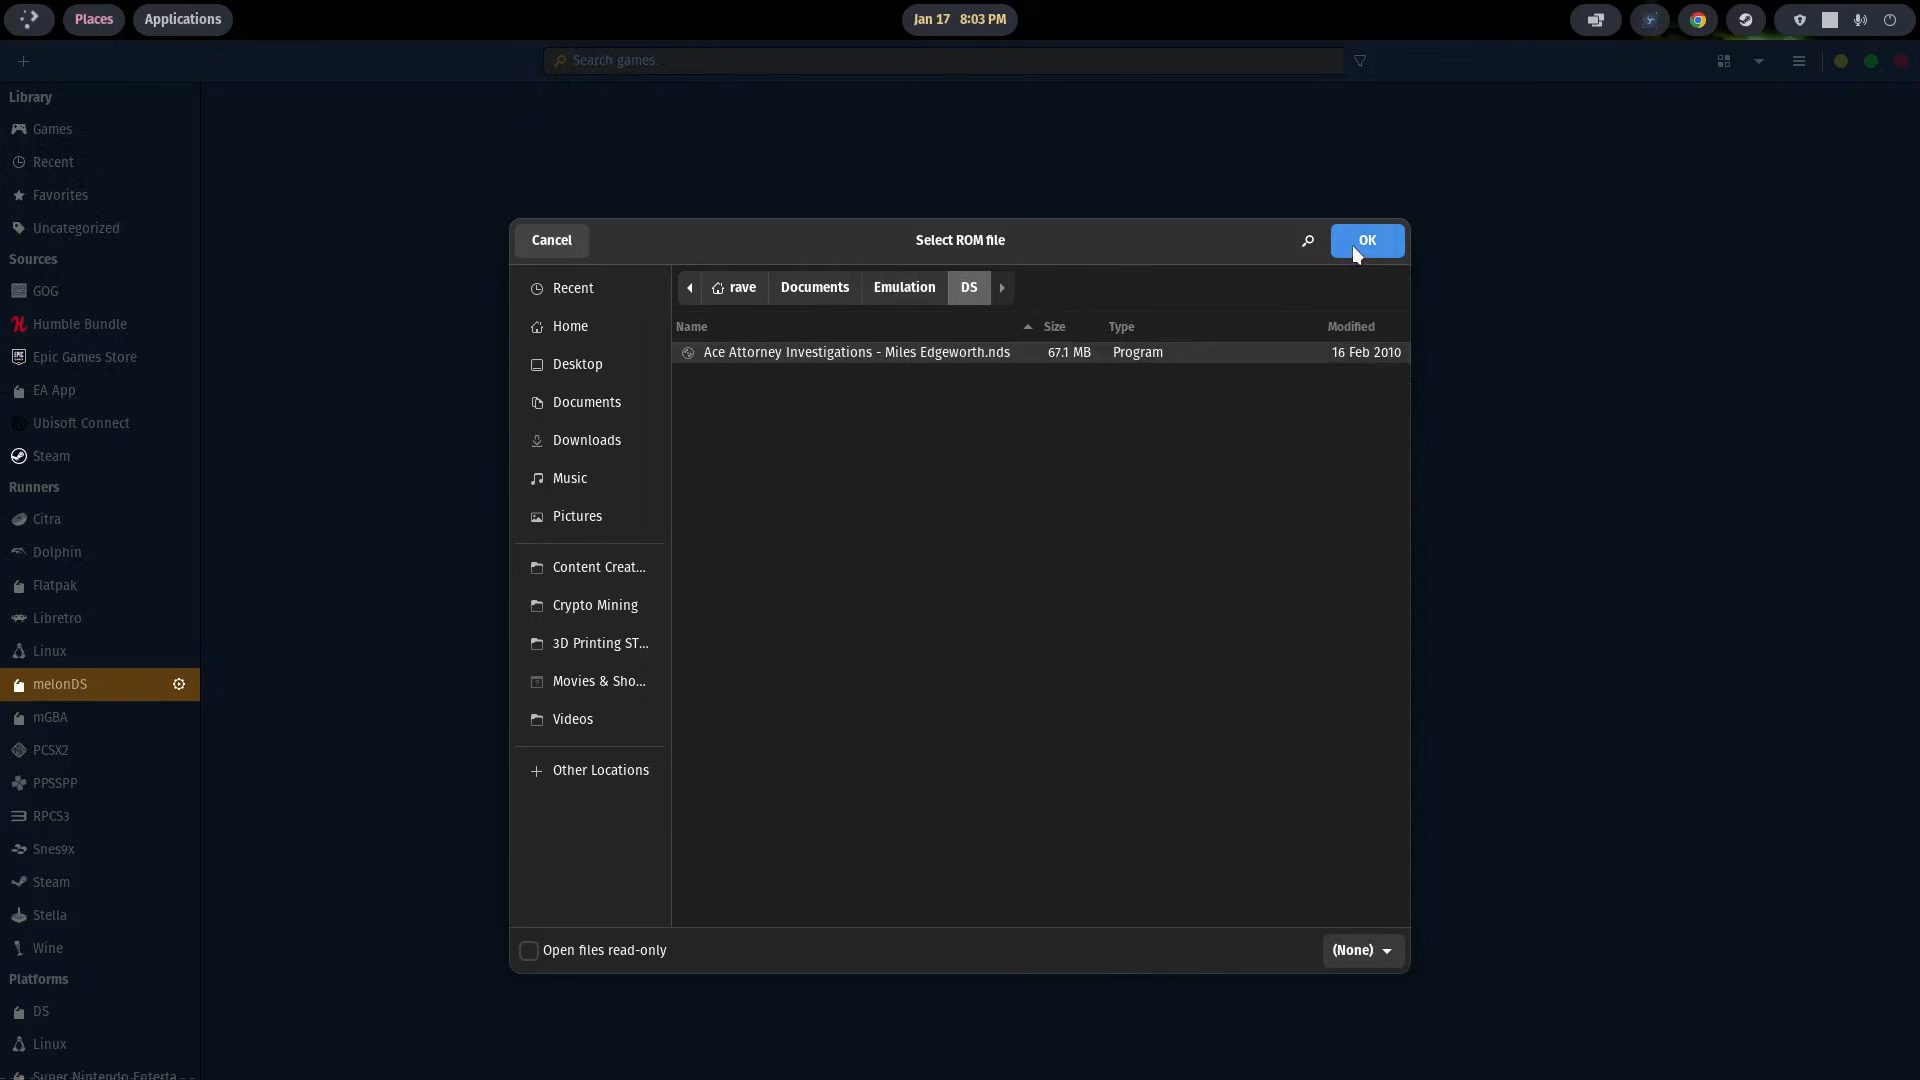 Places
Applications
Jan 17 8:03 PM
Search games
Library
Games
Recent
Favorites
Uncategorized
Sources
GOG
Humble Bundle
Epic Games Store
EA App
Ubisoft Connect
Steam
Runners
Citra
Dolphin
Flatpak
Libretro
Linux
melonDS
mGBA
PCSX2
PPSSPP
RPCS3
Snes9x
Steam
Stella
Wine
Platforms
DS
Linux
Super Nintendo Enterta
Cancel
Select ROM file
OK
Recent
Home
Desktop
Documents
Downloads
Music
Pictures
Content Creat...
Crypto Mining
3D Printing ST...
Movies & Sho...
Videos
Other Locations
rave Documents Emulation DS
Name Size Type Modified
Ace Attorney Investigations - Miles Edgeworth.nds 67.1 MB Program 16 Feb 2010
Open files read-only
(None)